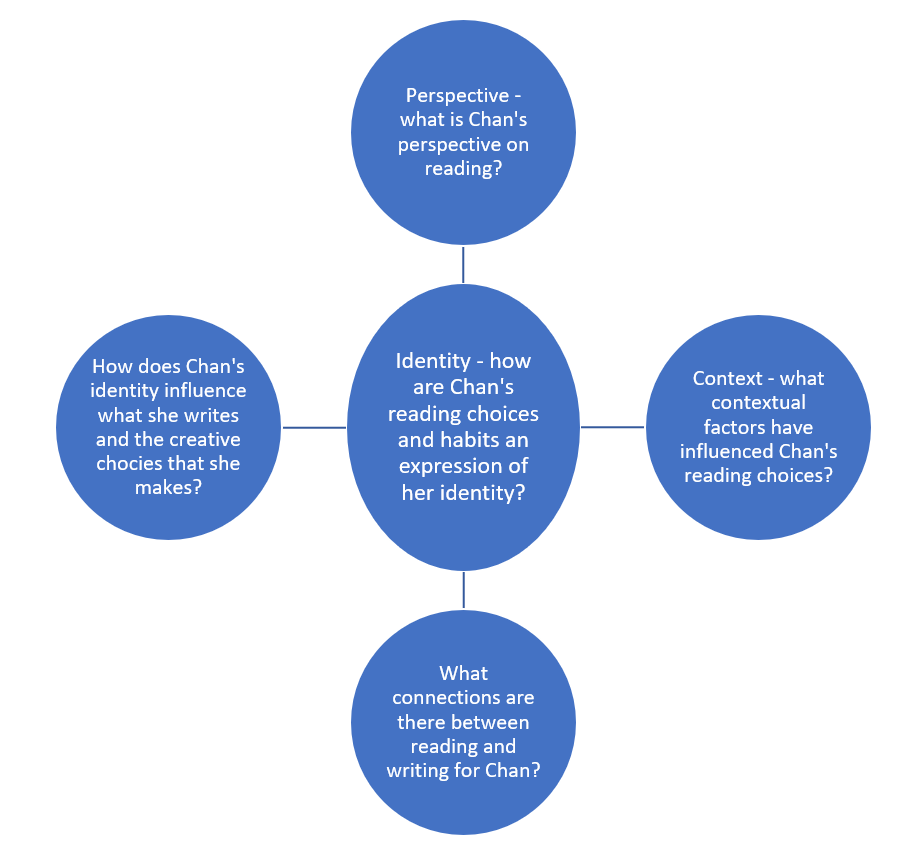 Perspective -
what is Chan's
perspective on
reading?
How does Chan's
identity influence
what she writes
and the creative
chocies that she
makes?
Identity - how
are Chan's
reading choices
and habits an
expression of
her identity?
Context - what
contextual
factors have
influenced Chan's
reading choices?
What
connections are
there between
reading and
writing for Chan?